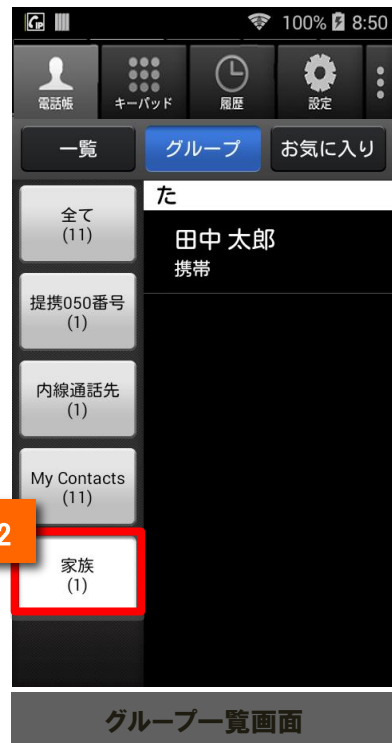 100% 8:50
電話帳 キーパッド 履歴 設定
一覧 グループ お気に入り
全て
(11)
提携050番号
(1)
内線通話先
(1)
My Contacts
(11)
2
家族
(1)
た
田中 太郎
携帯
グループ一覧画面